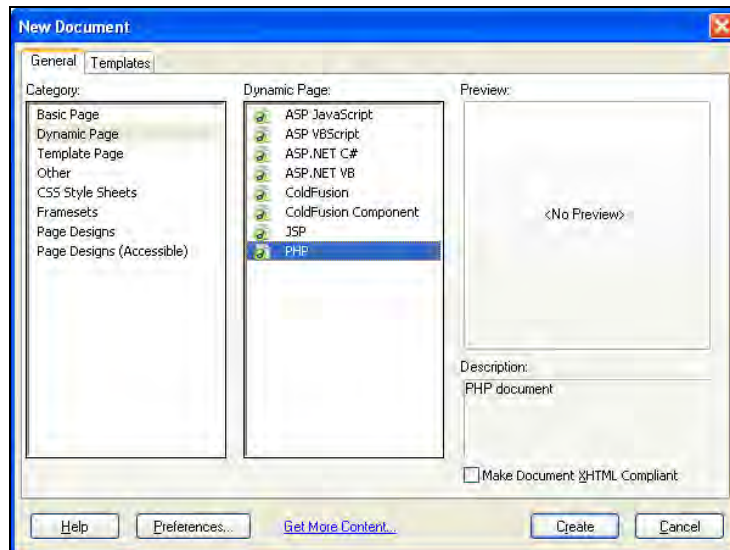 New Document
General Templates
Category:
Basic Page
Dynamic Page
Template Page
Other
CSS Style Sheets
Framesets
Page Designs
Page Designs (Accessible)
Dynamic Page:
ASP JavaScript
ASP VBScript
ASP.NET C#
ASP.NET VB
ColdFusion
ColdFusion Component
JSP
PHP
Preview:
<No Preview>
Description:
PHP document
Make Document XHTML Compliant
Help Preferences... Get More Content... Create Cancel